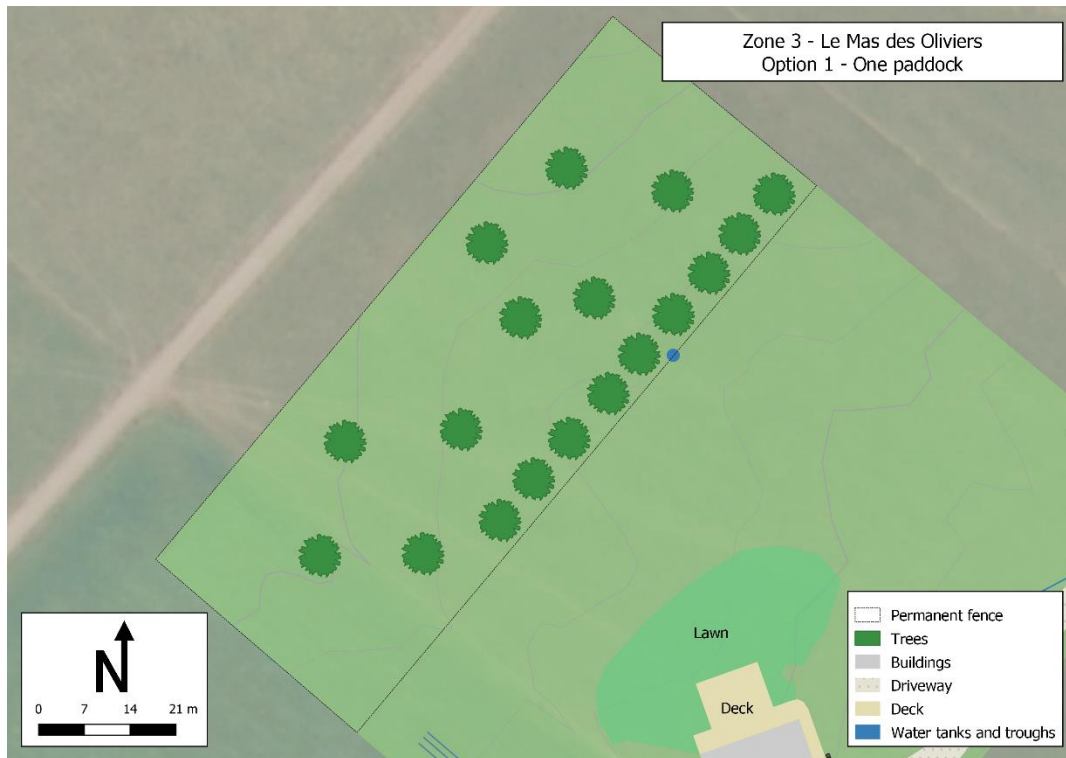 Zone 3 - Le Mas des Oliviers
Option 1 - One paddock
Lawn
Deck
N
0 7 14 21 m
Permanent fence
Trees
Buildings
Driveway
Deck
Water tanks and troughs